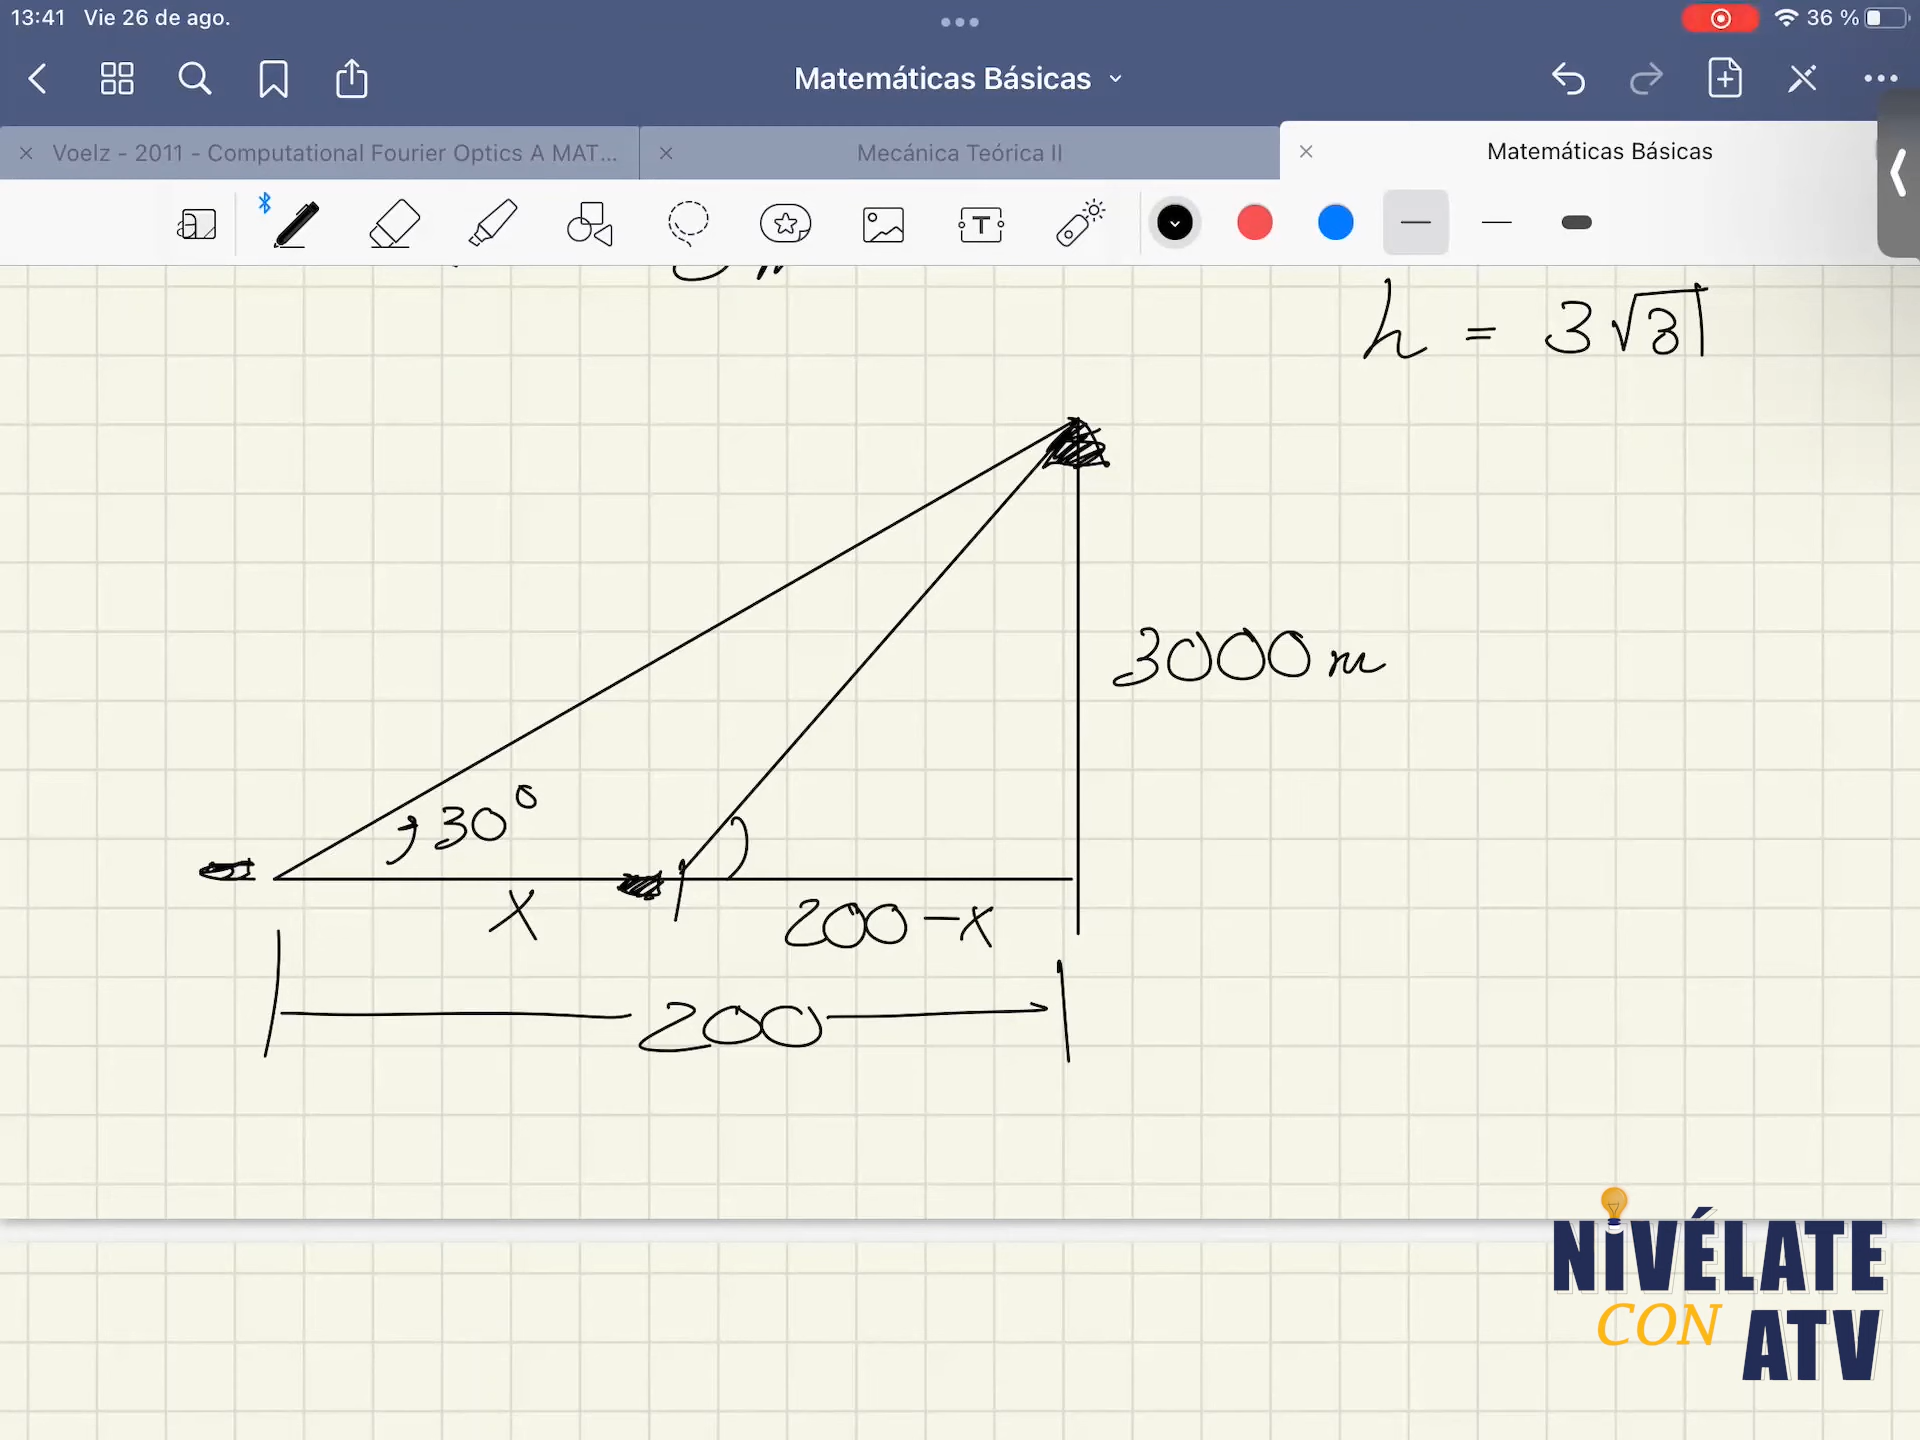 13:41 Vie 26 de ago.
36 %
Matemáticas Básicas
Voelz - 2011 - Computational Fourier Optics A MAT...
Mecánica Teórica II
Matemáticas Básicas
h = 3√3
3000 m
30°
x
200 - x
200
NIVÉLATE
CON
ATV